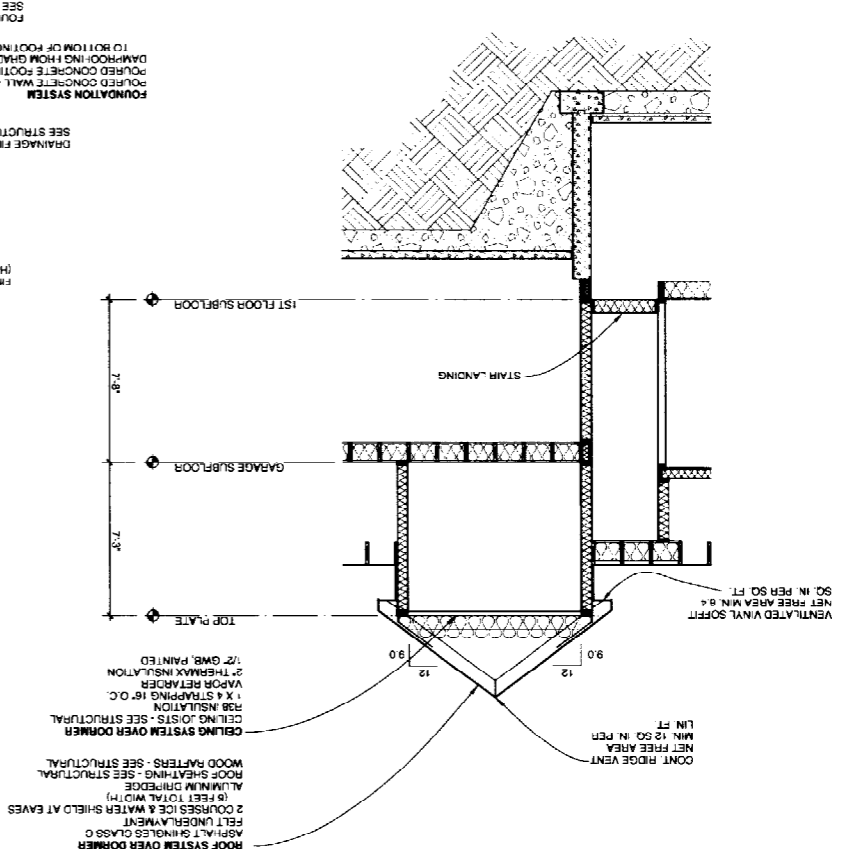 ROOF SYSTEM OVER DORMER
ASPHALT SHINGLES CLASS C
FELT UNDERLAYMENT
2 COURSES ICE & WATER SHIELD AT EAVES
(6 FEET TOTAL WIDTH)
ALUMINUM DRIPEDGE
ROOF SHEATHING - SEE STRUCTURAL
WOOD RAFTERS - SEE STRUCTURAL
CONT. RIDGE VENT
NET FREE AREA
MIN. 12 SQ. IN. PER
LIN. FT.
CEILING SYSTEM OVER DORMER
CEILING JOISTS - SEE STRUCTURAL
R38 INSULATION
1 X 4 STRAPPING 16" O.C.
VAPOR RETARDER
2" THERMAX INSULATION
1/2" GWB, PAINTED
12
9.0
12
9.0
VENTILATED VINYL SOFFIT
NET FREE AREA MIN. 6.4
SQ. IN. PER SQ. FT.
TOP PLATE
7'-3"
GARAGE SUBFLOOR
7'-8"
STAIR LANDING
1ST FLOOR SUBFLOOR
DRAINAGE
SEE
FOUNDATION SYSTEM
POURED CONCRETE WALL
POURED CONCRETE
DAMPROOFING FROM
TO BOTTOM OF FOOTING
SEE